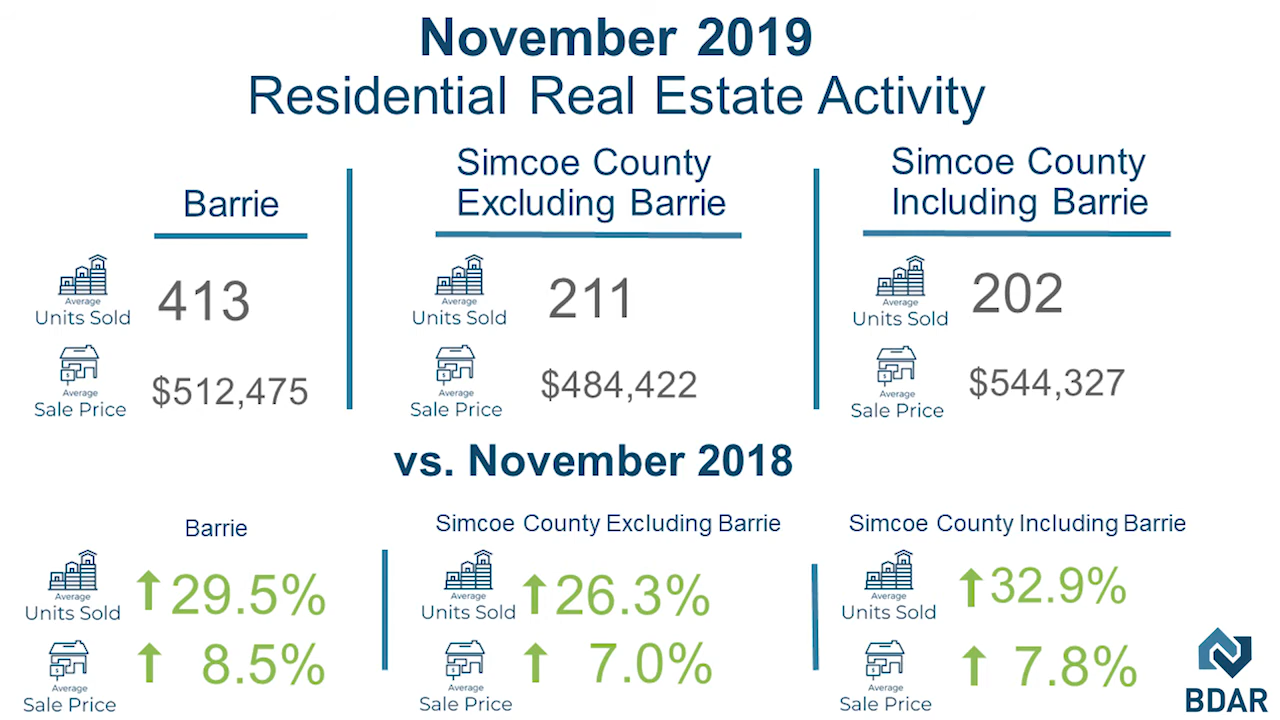 November 2019
Residential Real Estate Activity
Barrie
Simcoe County
Excluding Barrie
Simcoe County
Including Barrie
Average
Units Sold
413
Average
Units Sold
211
Average
Units Sold
202
Average
Sale Price
$512,475
Average
Sale Price
$484,422
Average
Sale Price
$544,327
vs. November 2018
Barrie
Simcoe County Excluding Barrie
Simcoe County Including Barrie
Average
Units Sold
29.5%
Average
Units Sold
26.3%
Average
Units Sold
32.9%
Average
Sale Price
8.5%
Average
Sale Price
7.0%
Average
Sale Price
7.8%
BDAR